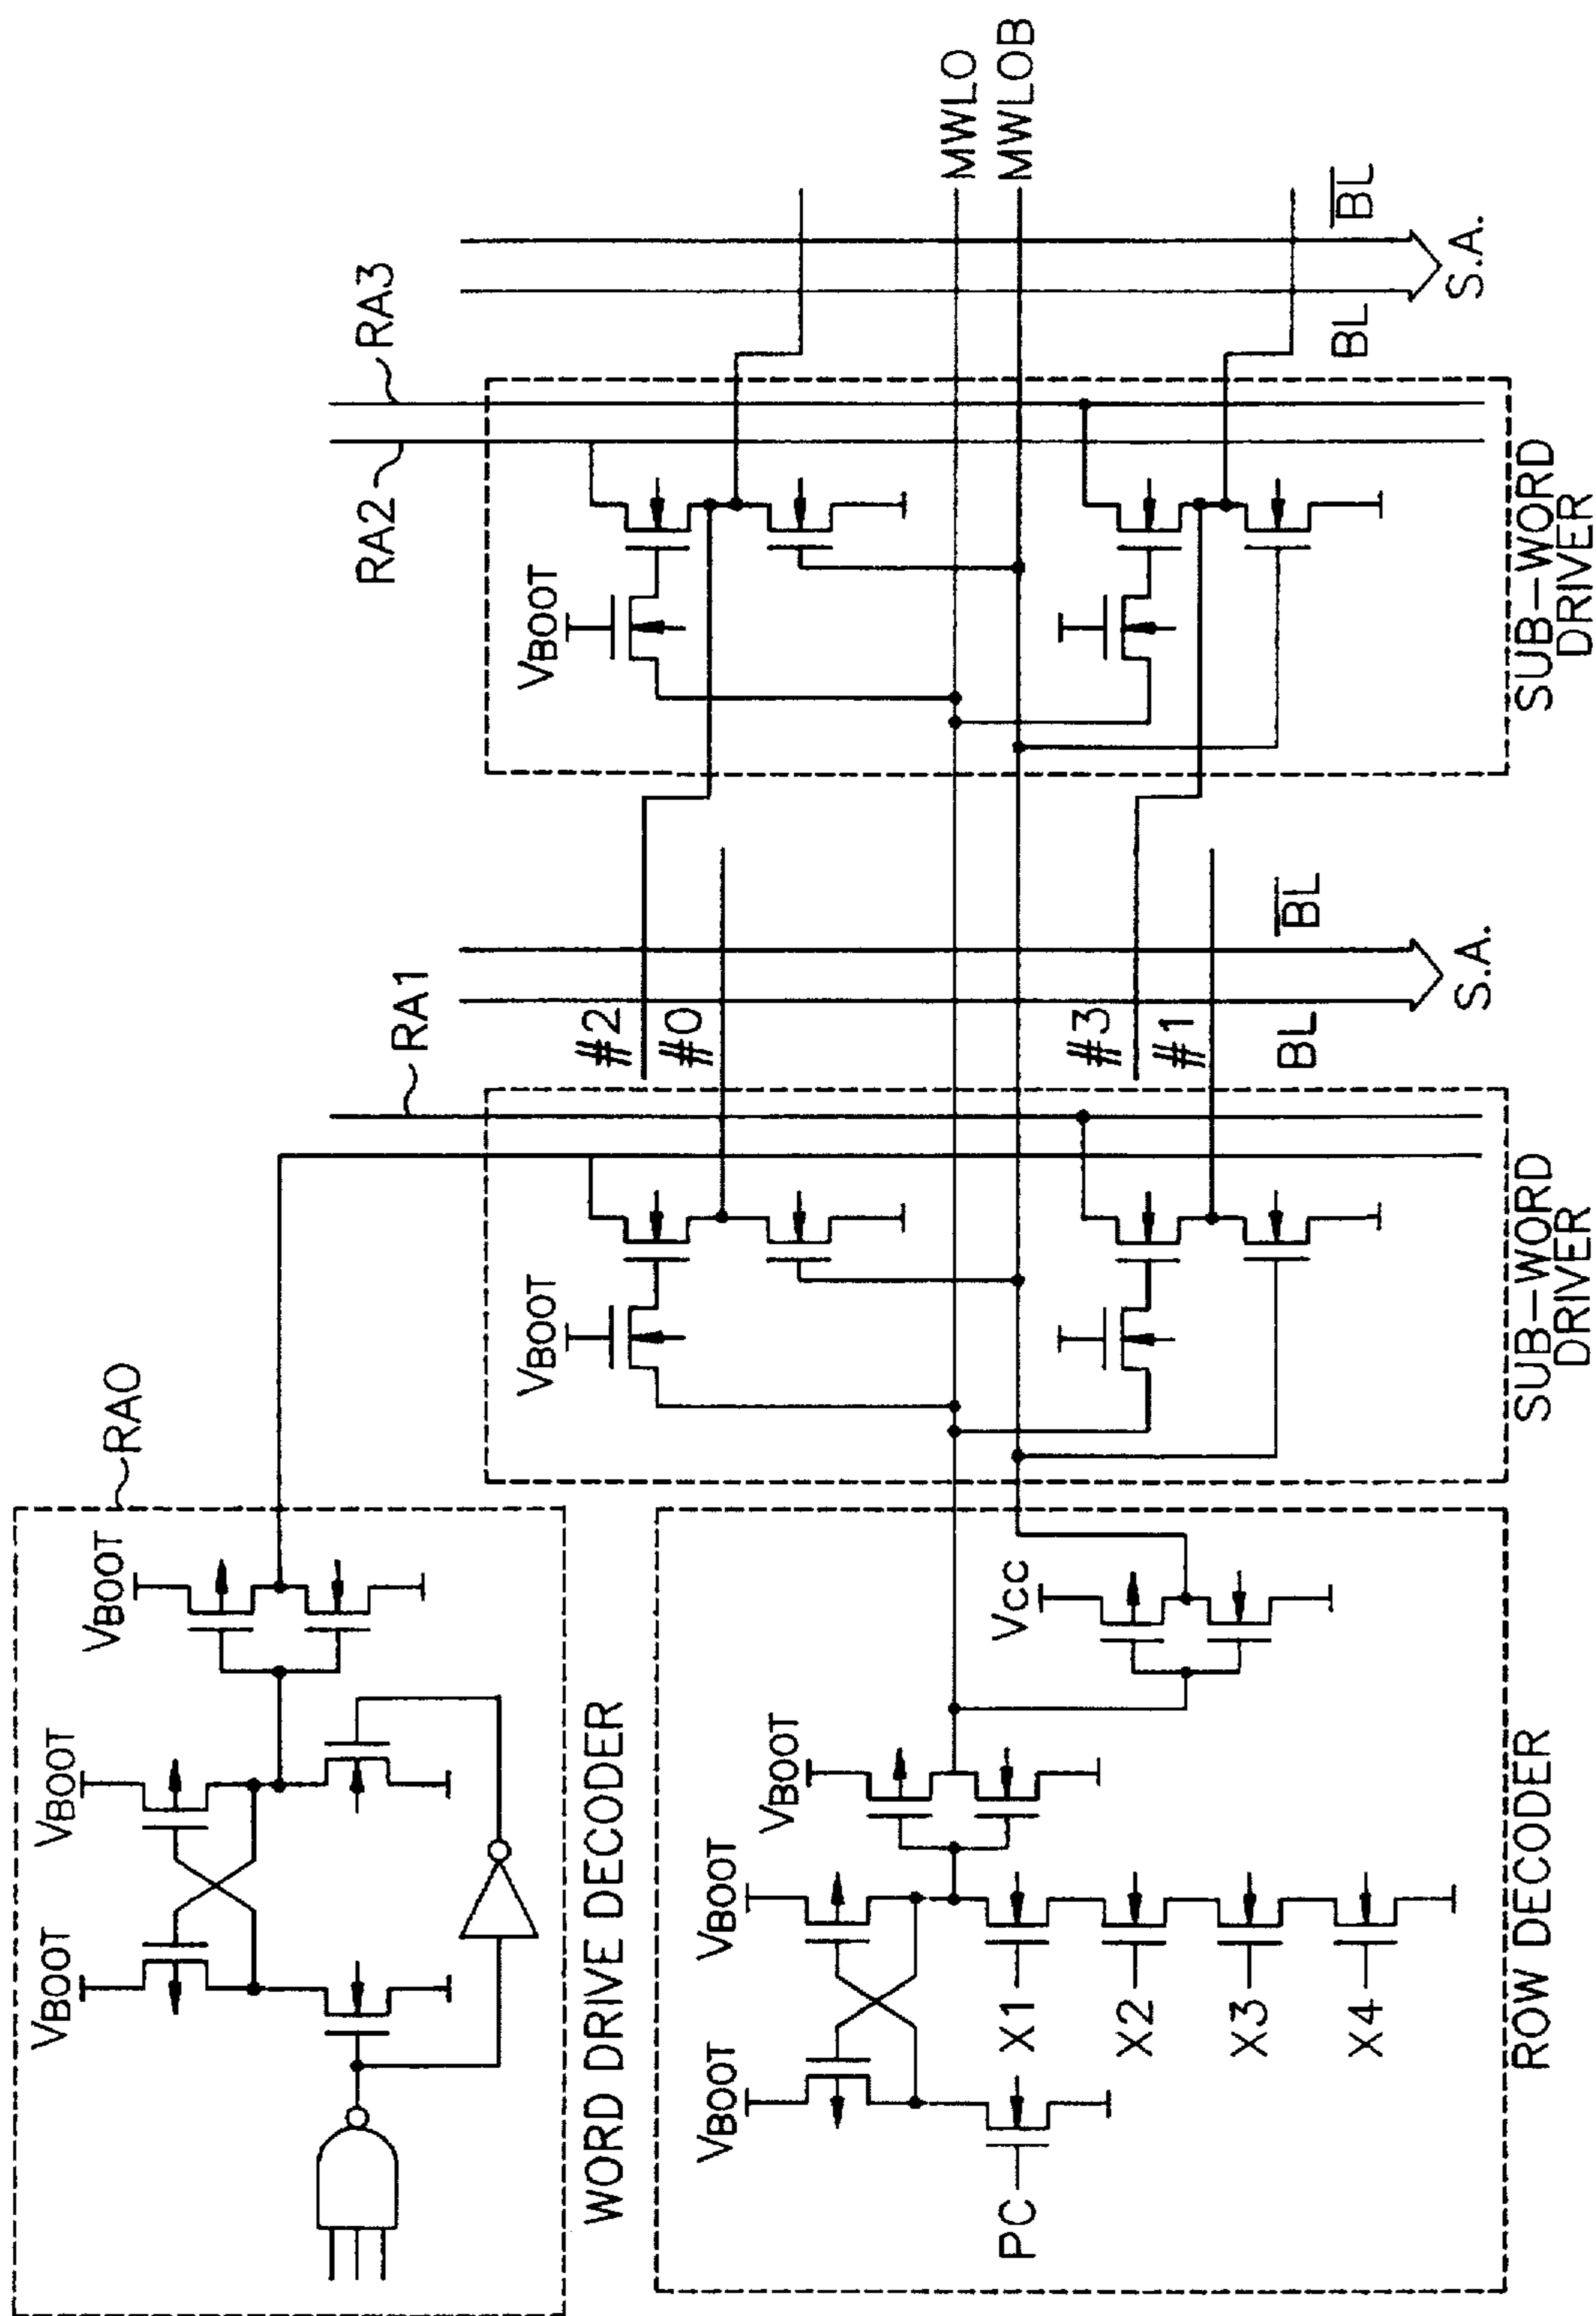 RA0
VBOOT
VBOOT
VBOOT
WORD DRIVE DECODER
VBOOT
VBOOT
VBOOT
VCC
PC
X1
X2
X3
X4
ROW DECODER
RA1
VBOOT
#2
#0
#3
#1
BL
BL
S.A.
SUB-WORD
DRIVER
RA2
RA3
VBOOT
MWLO
MWLOB
BL
BL
S.A.
SUB-WORD
DRIVER